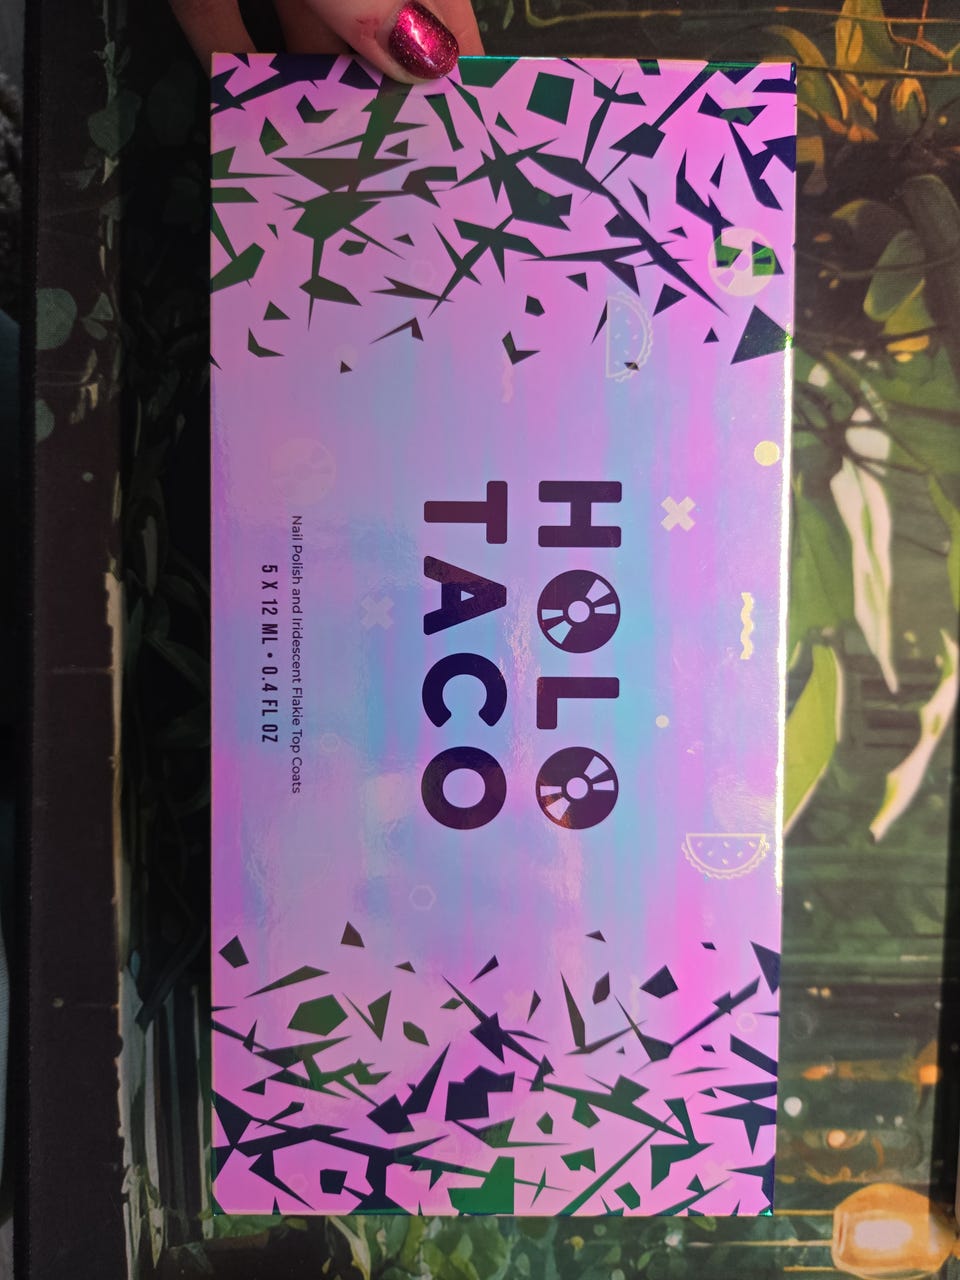 HOLO
TACO
Nail Polish and Iridescent Flakie Top Coats
5 X 12 ML • 0.4 FL OZ